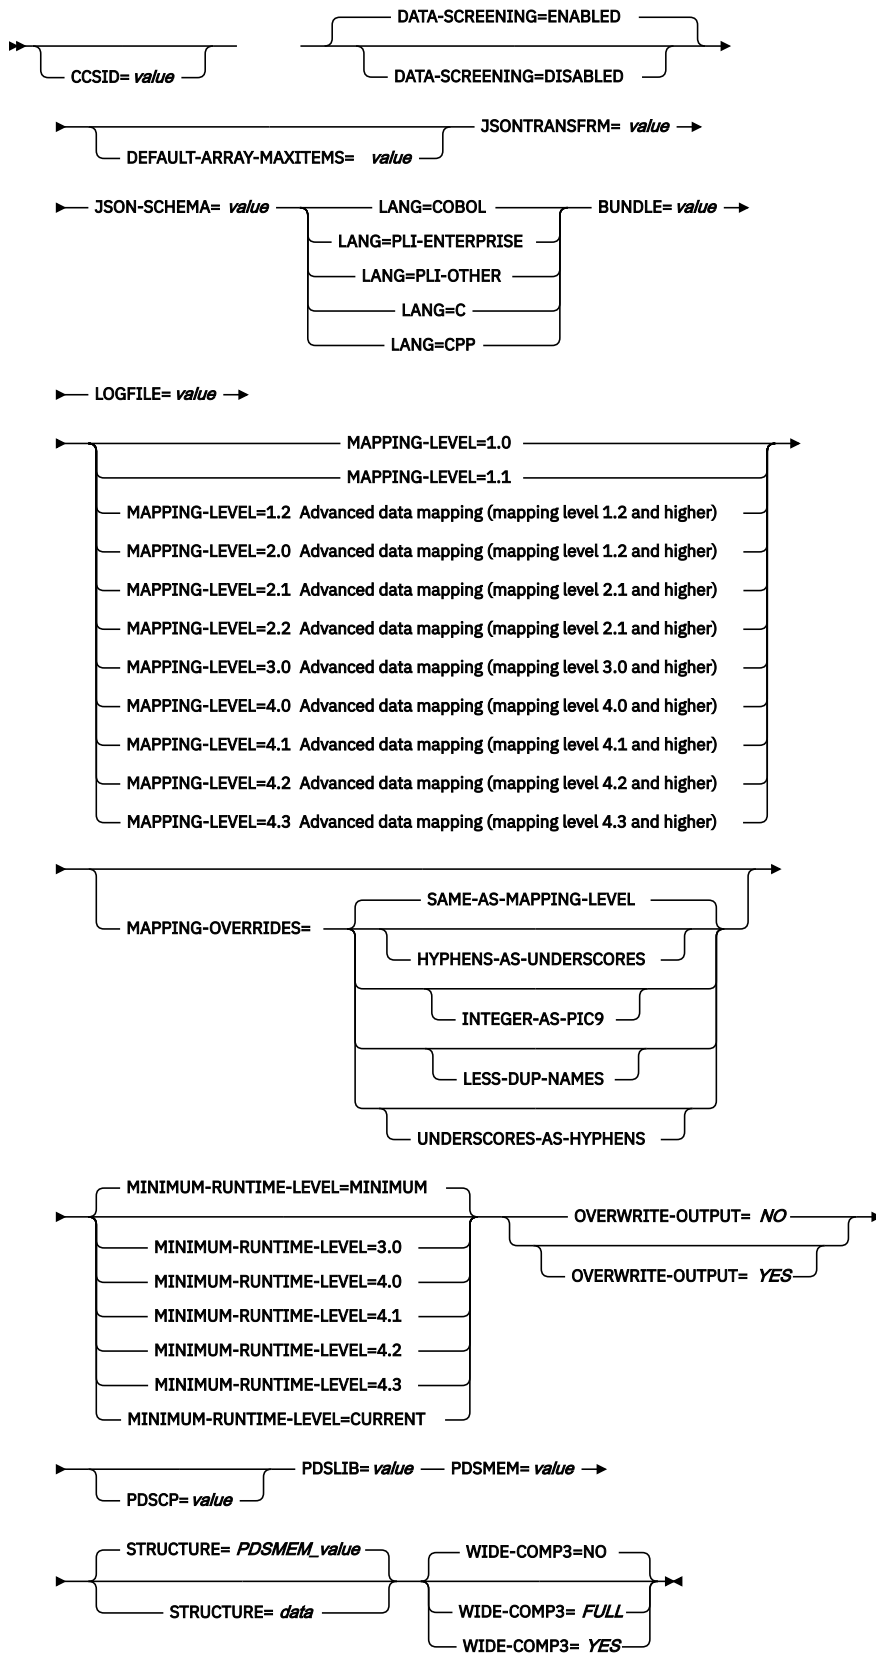 DATA-SCREENING=ENABLED
CCSID= value
DATA-SCREENING=DISABLED
JSONTRANSFRM= value
DEFAULT-ARRAY-MAXITEMS= value
JSON-SCHEMA= value
LANG=COBOL
BUNDLE= value
LANG=PLI-ENTERPRISE
LANG=PLI-OTHER
LANG=C
LANG=CPP
LOGFILE= value
MAPPING-LEVEL=1.0
MAPPING-LEVEL=1.1
MAPPING-LEVEL=1.2 Advanced data mapping (mapping level 1.2 and higher)
MAPPING-LEVEL=2.0 Advanced data mapping (mapping level 1.2 and higher)
MAPPING-LEVEL=2.1 Advanced data mapping (mapping level 2.1 and higher)
MAPPING-LEVEL=2.2 Advanced data mapping (mapping level 2.1 and higher)
MAPPING-LEVEL=3.0 Advanced data mapping (mapping level 3.0 and higher)
MAPPING-LEVEL=4.0 Advanced data mapping (mapping level 4.0 and higher)
MAPPING-LEVEL=4.1 Advanced data mapping (mapping level 4.1 and higher)
MAPPING-LEVEL=4.2 Advanced data mapping (mapping level 4.2 and higher)
MAPPING-LEVEL=4.3 Advanced data mapping (mapping level 4.3 and higher)
SAME-AS-MAPPING-LEVEL
MAPPING-OVERRIDES=
HYPHENS-AS-UNDERSCORES
INTEGER-AS-PIC9
LESS-DUP-NAMES
UNDERSCORES-AS-HYPHENS
MINIMUM-RUNTIME-LEVEL=MINIMUM
OVERWRITE-OUTPUT= NO
MINIMUM-RUNTIME-LEVEL=3.0
OVERWRITE-OUTPUT= YES
MINIMUM-RUNTIME-LEVEL=4.0
MINIMUM-RUNTIME-LEVEL=4.1
MINIMUM-RUNTIME-LEVEL=4.2
MINIMUM-RUNTIME-LEVEL=4.3
MINIMUM-RUNTIME-LEVEL=CURRENT
PDSLIB= value PDSMEM= value
PDSCP= value
STRUCTURE= PDSMEM_value
WIDE-COMP3=NO
STRUCTURE= data
WIDE-COMP3= FULL
WIDE-COMP3= YES